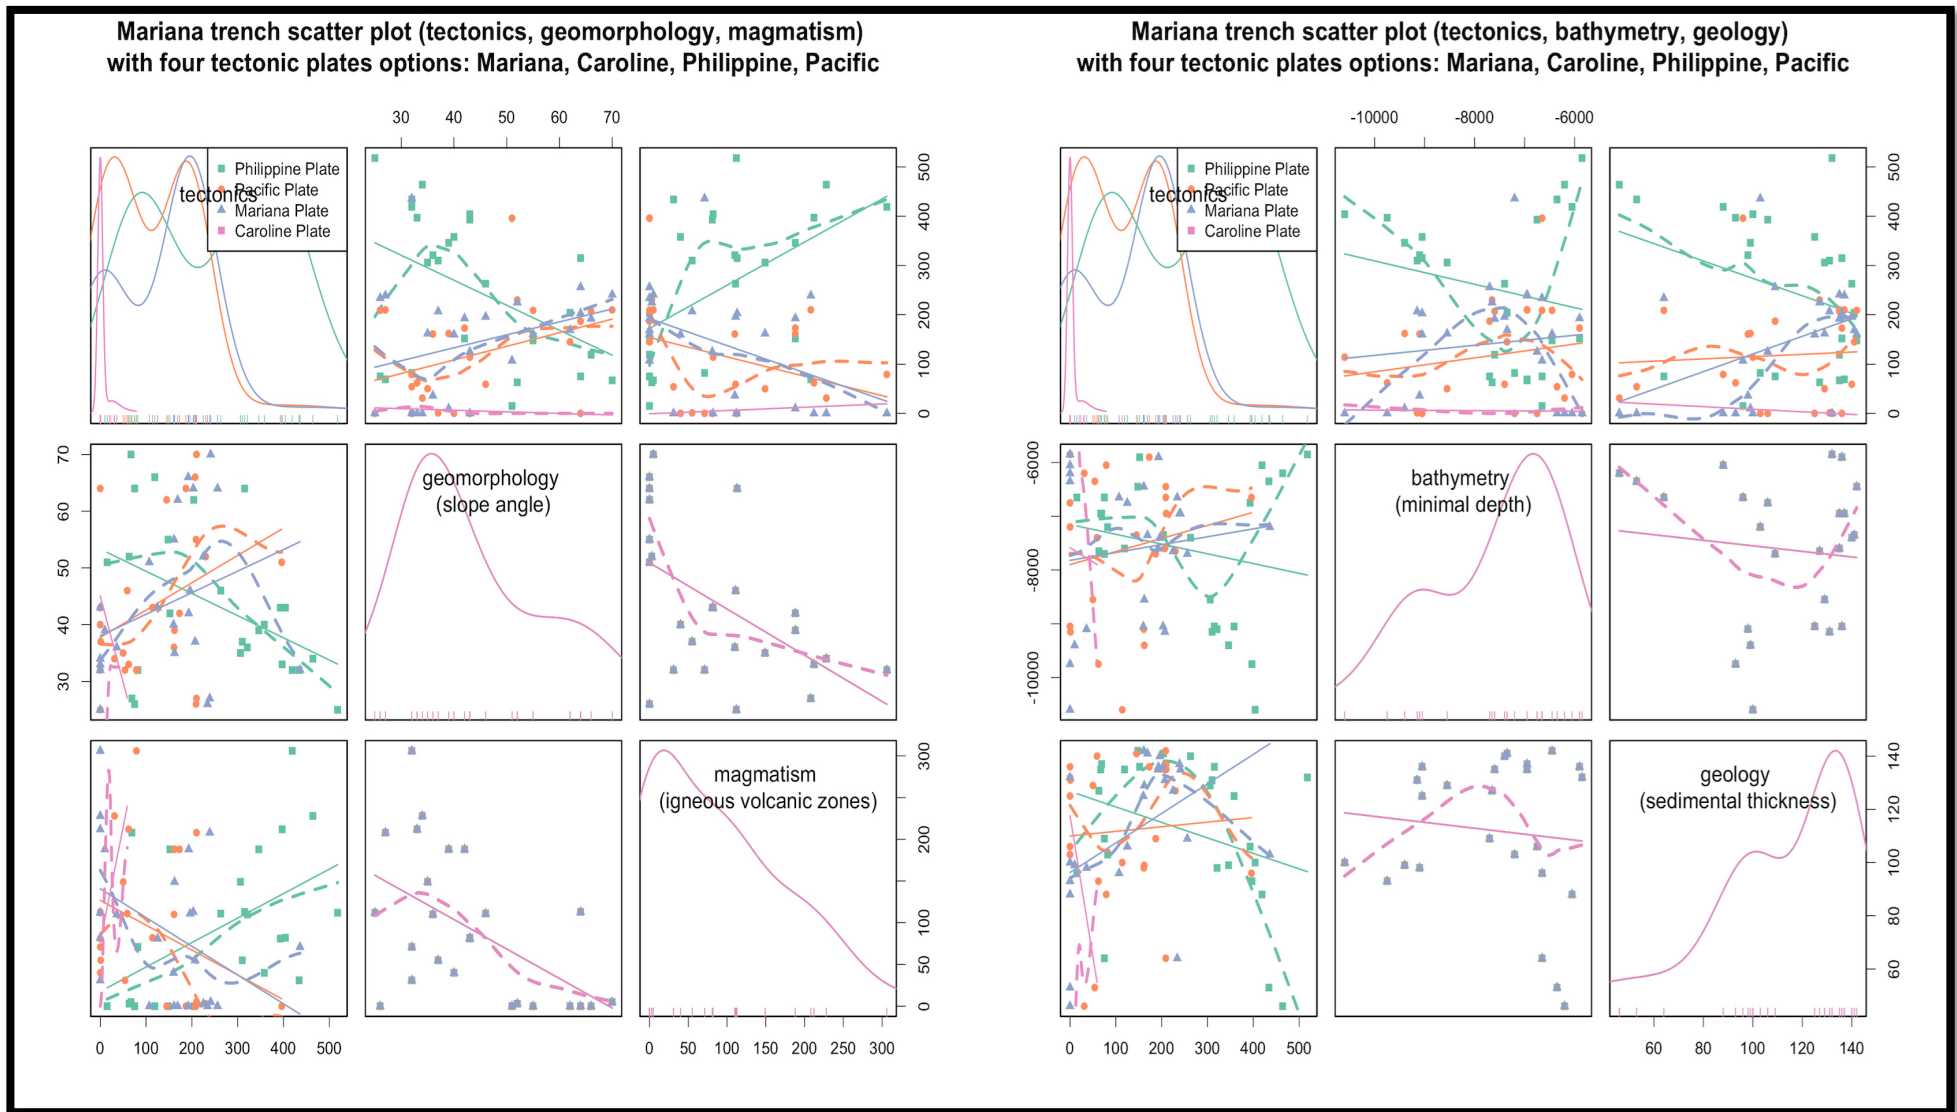 Mariana trench scatter plot (tectonics, geomorphology, magmatism)
with four tectonic plates options: Mariana, Caroline, Philippine, Pacific
30 40 50 60 70
Philippine Plate
Pacific Plate
Mariana Plate
Caroline Plate
tectonics
500
400
300
200
100
0
70
60
50
40
30
geomorphology
(slope angle)
magmatism
(igneous volcanic zones)
300
200
100
50
0
0 100 200 300 400 500
0 50 100 150 200 250 300
Mariana trench scatter plot (tectonics, bathymetry, geology)
with four tectonic plates options: Mariana, Caroline, Philippine, Pacific
-10000 -8000 -6000
Philippine Plate
Pacific Plate
Mariana Plate
Caroline Plate
tectonics
500
400
300
200
100
0
-6000
-8000
-10000
bathymetry
(minimal depth)
geology
(sedimental thickness)
140
120
100
80
60
0 100 200 300 400 500
60 80 100 120 140